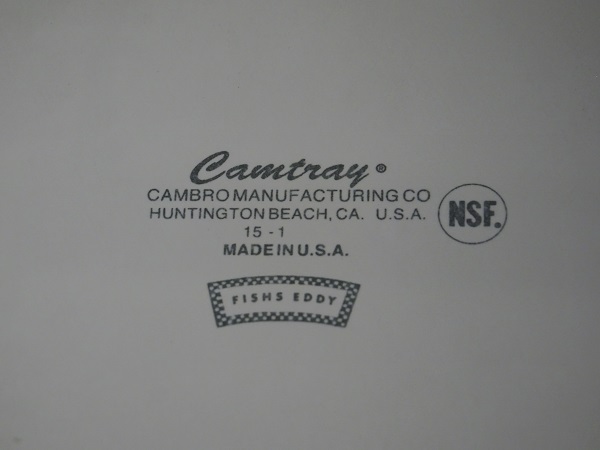 Camtray®
CAMBRO MANUFACTURING CO
HUNTINGTON BEACH, CA. U.S.A.
15 - 1
MADE IN U.S.A.
NSF.
FISHS EDDY